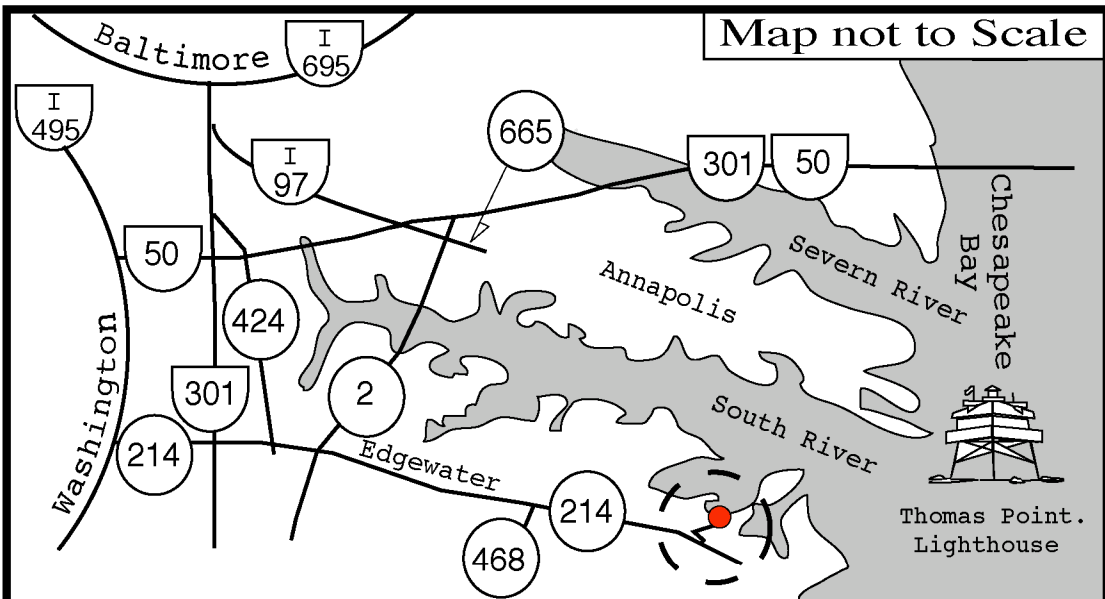 Map not to Scale
Baltimore
I
695
I
495
665
I
97
301
50
Chesapeake
Bay
50
Severn River
Annapolis
424
Washington
301
2
South River
214
Edgewater
214
Thomas Point.
Lighthouse
468